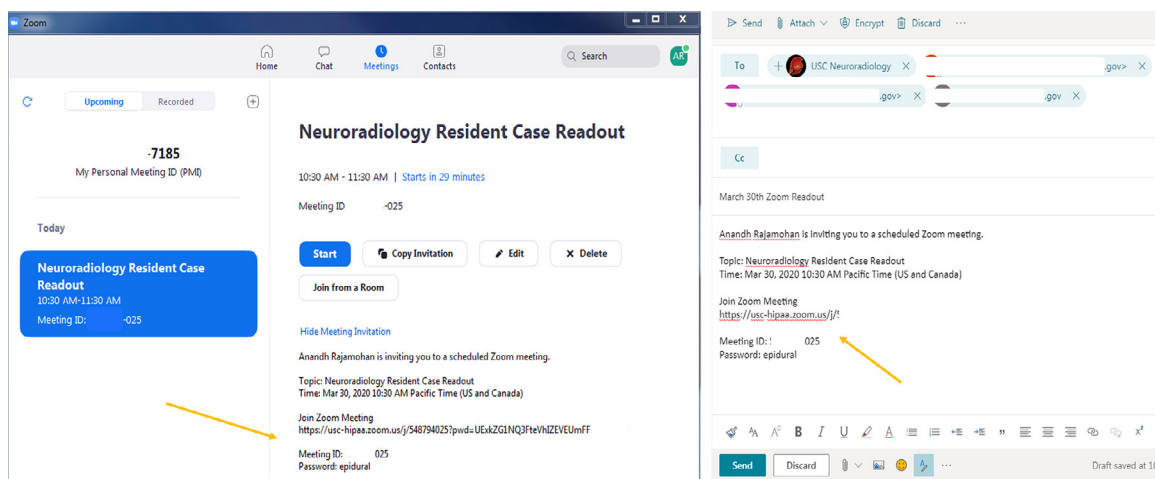 Zoom
Home
Chat
Meetings
Contacts
Search
AR
Upcoming
Recorded
-7185
My Personal Meeting ID (PMI)
Today
Neuroradiology Resident Case
Readout
10:30 AM-11:30 AM
Meeting ID: -025
Neuroradiology Resident Case Readout
10:30 AM - 11:30 AM | Starts in 29 minutes
Meeting ID -025
Start
Copy Invitation
Edit
Delete
Join from a Room
Hide Meeting Invitation
Anandh Rajamohan is inviting you to a scheduled Zoom meeting.
Topic: Neuroradiology Resident Case Readout
Time: Mar 30, 2020 10:30 AM Pacific Time (US and Canada)
Join Zoom Meeting
https://usc-hipaa.zoom.us/j/548794025?pwd=UExkZG1NQ3FteVhIZEVEUmFF
Meeting ID: 025
Password: epidural
Send
Attach
Encrypt
Discard
To
USC Neuroradiology
.gov>
.gov>
.gov
Cc
March 30th Zoom Readout
Anandh Rajamohan is inviting you to a scheduled Zoom meeting.
Topic: Neuroradiology Resident Case Readout
Time: Mar 30, 2020 10:30 AM Pacific Time (US and Canada)
Join Zoom Meeting
https://usc-hipaa.zoom.us/j/
Meeting ID: 025
Password: epidural
B I U A
Send
Discard
Draft saved at 10